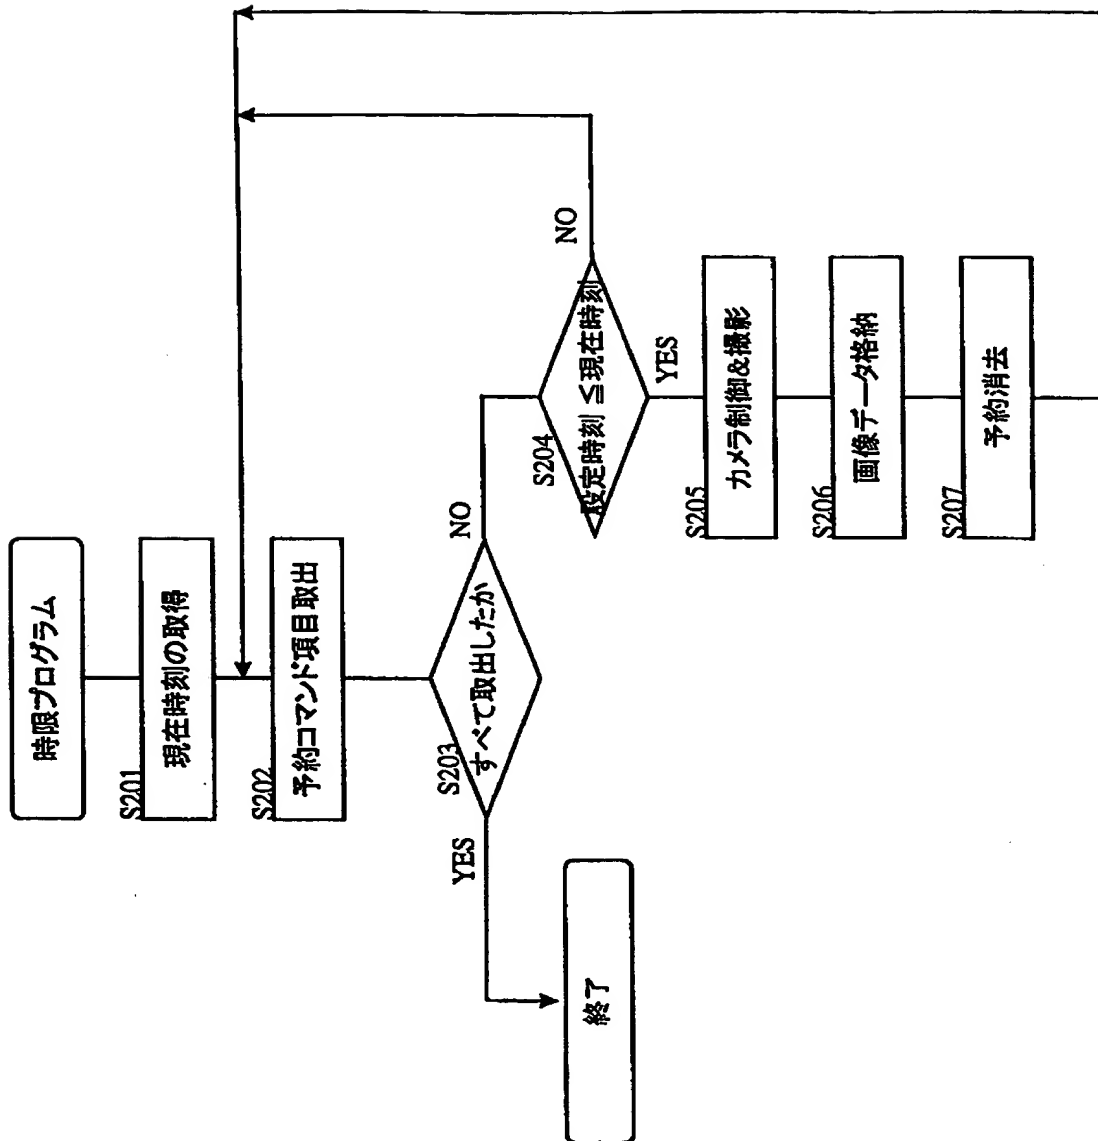 時限プログラム
S201
現在時刻の取得
S202
予約コマンド項目取出
S203
すべて取出したか
YES
NO
終了
S204
設定時刻 ≦現在時刻
NO
YES
S205
カメラ制御&撮影
S206
画像データ格納
S207
予約消去